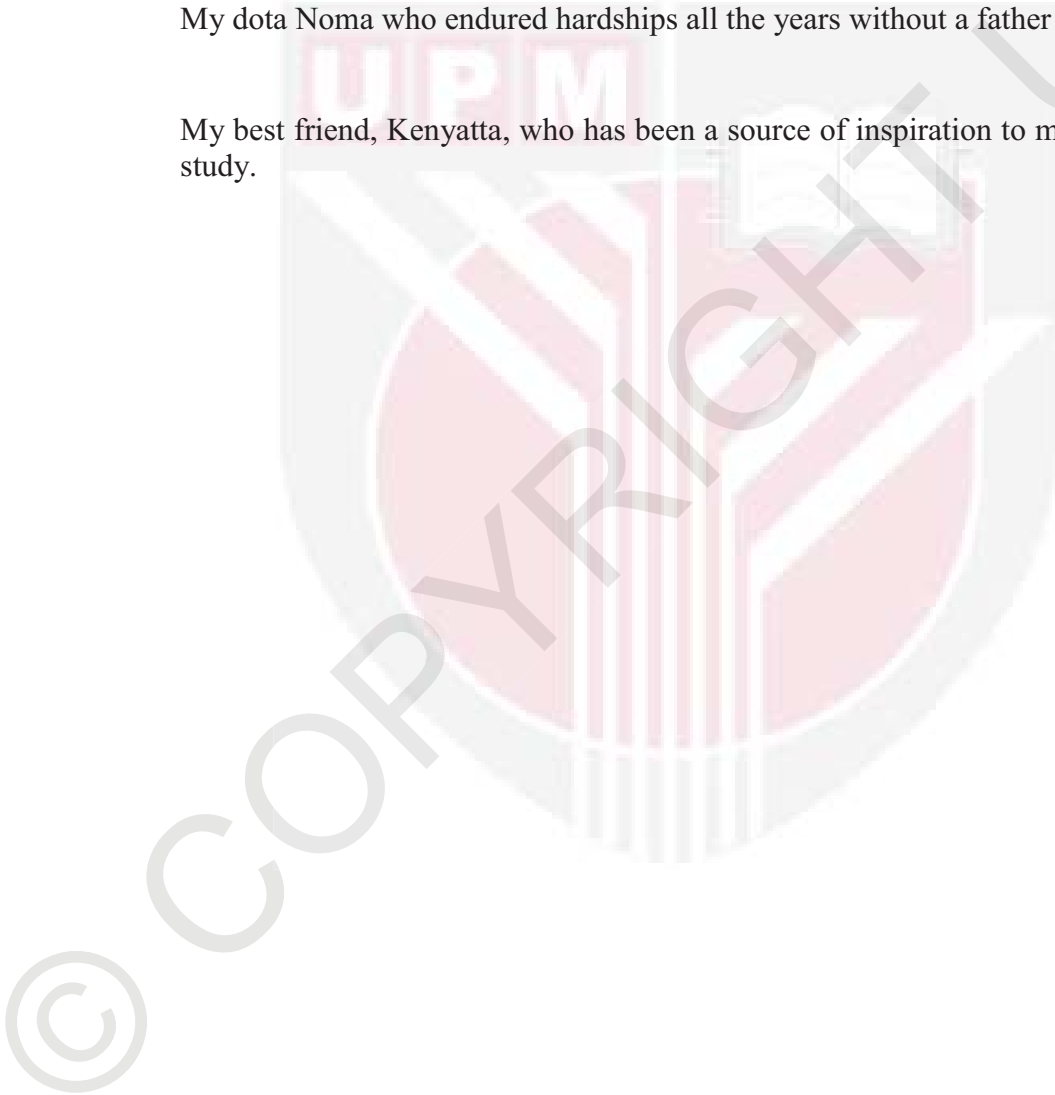 My dota Noma who endured hardships all the years without a father
UPM
My best friend, Kenyatta, who has been a source of inspiration to
study.
© COPYRIGHT